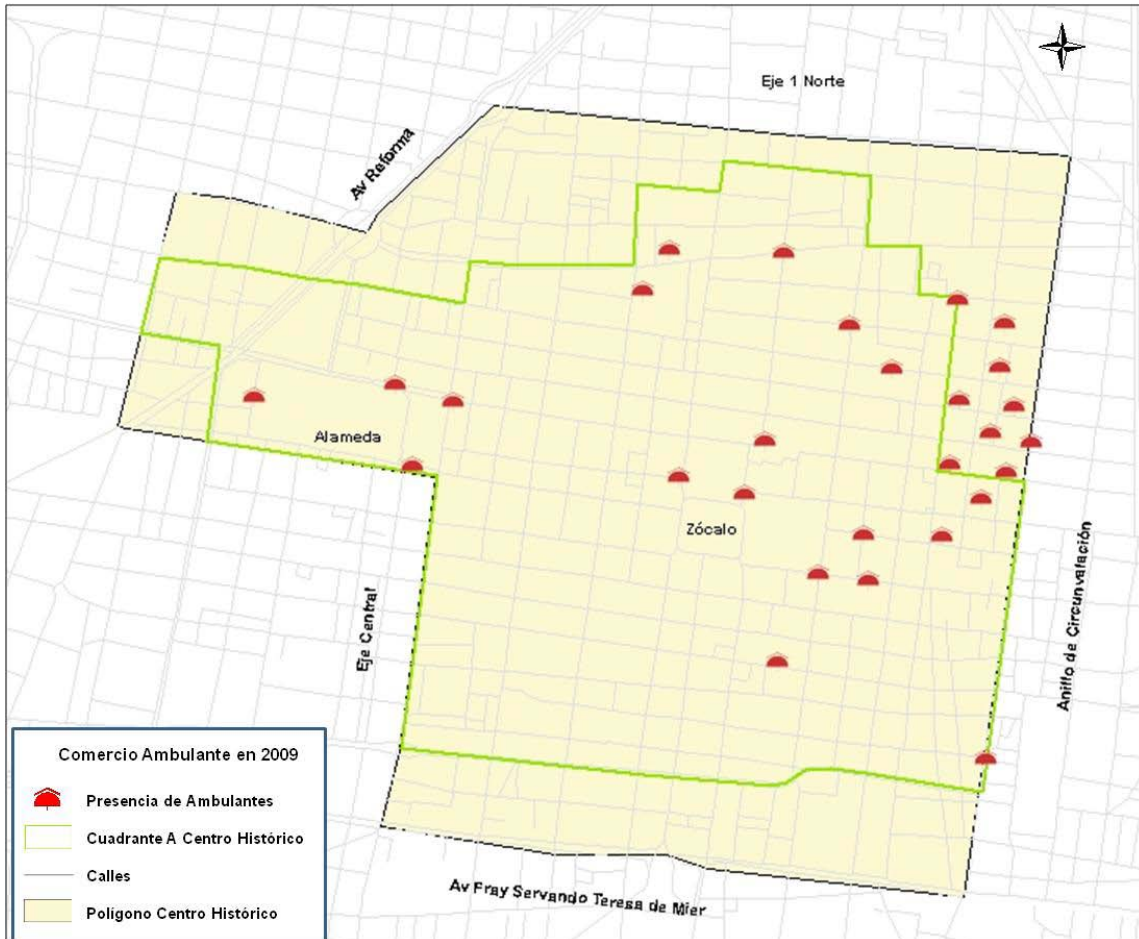 Eje 1 Norte
Av Reforma
Alameda
Zócalo
Eje Central
Anillo de Circunvalación
Av Fray Servando Teresa de Mier
Comercio Ambulante en 2009
Presencia de Ambulantes
Cuadrante A Centro Histórico
Calles
Polígono Centro Histórico